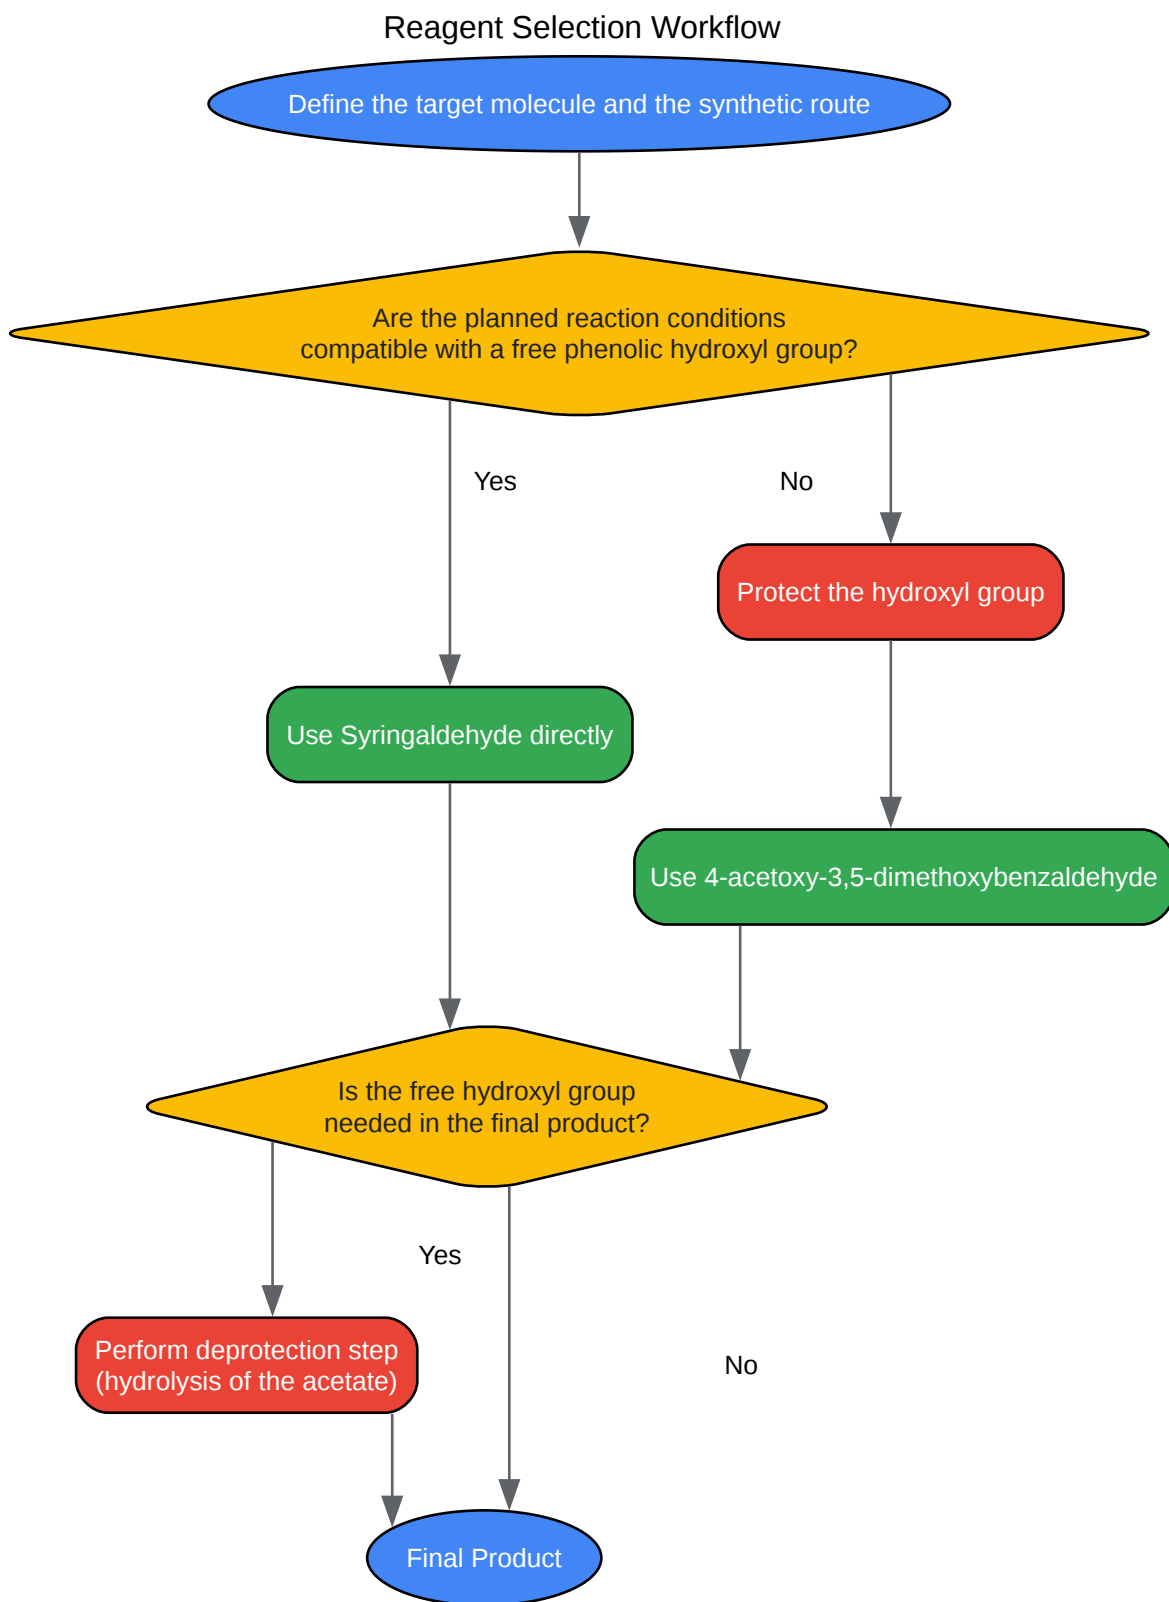 Reagent Selection Workflow
Define the target molecule and the synthetic route
Are the planned reaction conditions
compatible with a free phenolic hydroxyl group?
Yes
No
Protect the hydroxyl group
Use Syringaldehyde directly
Use 4-acetoxy-3,5-dimethoxybenzaldehyde
Is the free hydroxyl group
needed in the final product?
Yes
Perform deprotection step
(hydrolysis of the acetate)
No
Final Product